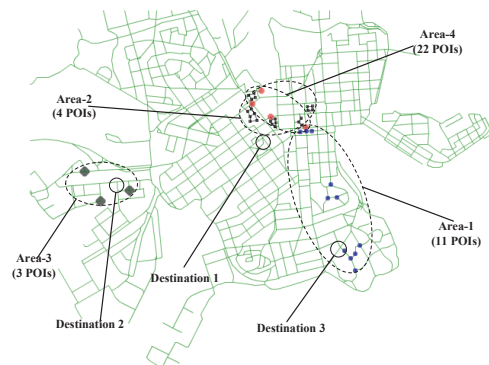 Area-4
(22 POIs)
Area-2
(4 POIs)
Area-1
(11 POIs)
Area-3
(3 POIs)
Destination 1
Destination 2
Destination 3